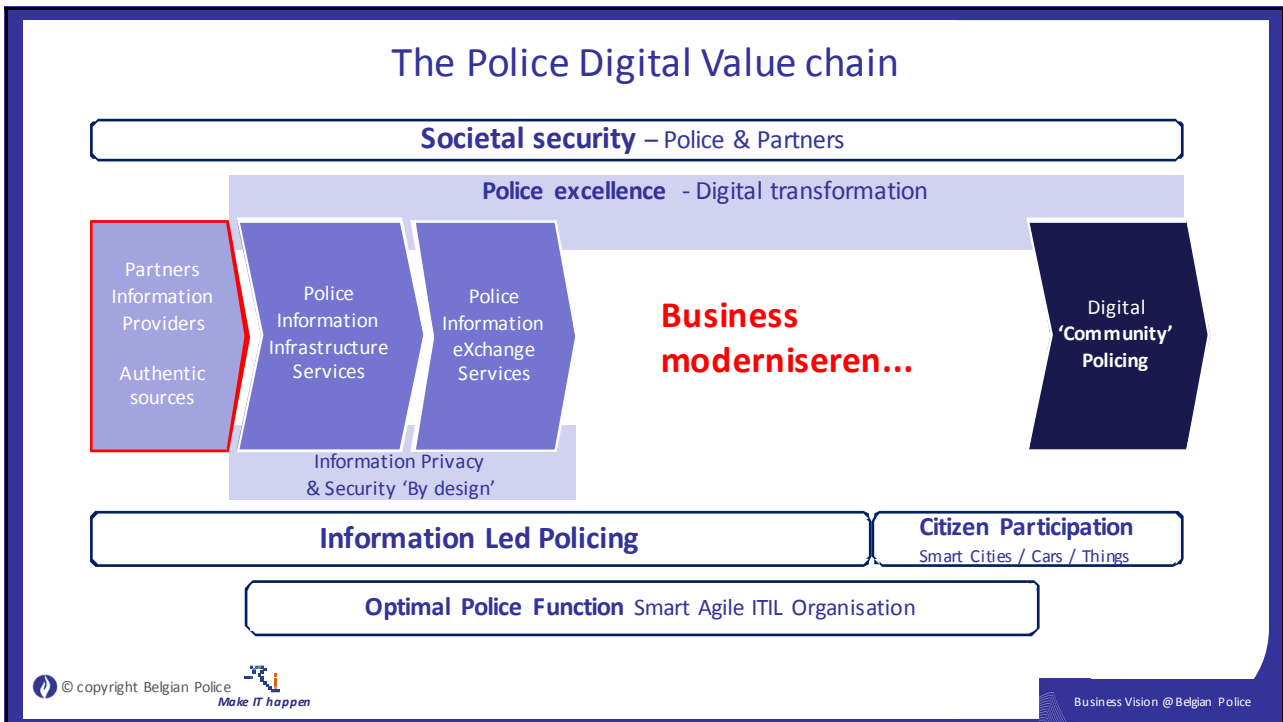 The Police Digital Value chain
Societal security – Police & Partners
Police excellence - Digital transformation
Partners
Information
Providers
Authentic
sources
Police
Information
Infrastructure
Services
Police
Information
eXchange
Services
Business
moderniseren...
Digital
‘Community’
Policing
Information Privacy
& Security ‘By design’
Information Led Policing
Citizen Participation
Smart Cities / Cars / Things
Optimal Police Function Smart Agile ITIL Organisation
© copyright Belgian Police
Ri
Make IT happen
Business Vision @ Belgian Police